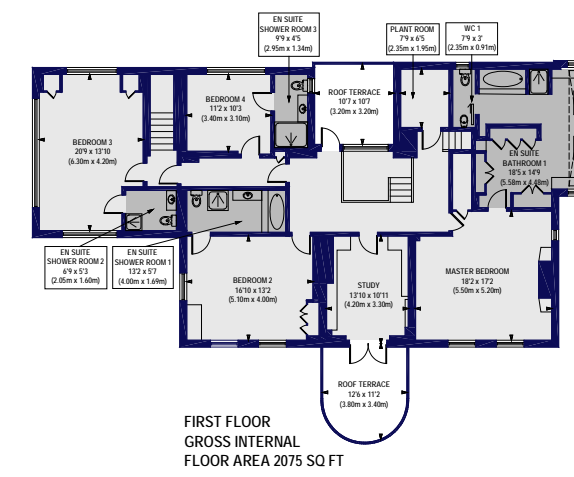 EN SUITE
SHOWER ROOM 3
9'9 x 4'5
(2.95m x 1.34m)
PLANT ROOM
7'9 x 6'5
(2.35m x 1.95m)
WC 1
7'9 x 3'
(2.35m x 0.91m)
BEDROOM 4
11'2 x 10'3
(3.40m x 3.10m)
ROOF TERRACE
10'7 x 10'7
(3.20m x 3.20m)
BEDROOM 3
20'9 x 13'10
(6.30m x 4.20m)
EN SUITE
BATHROOM 1
18'5 x 14'9
(5.58m x 4.48m)
EN SUITE
SHOWER ROOM 2
6'9 x 5'3
(2.05m x 1.60m)
EN SUITE
SHOWER ROOM 1
13'2 x 5'7
(4.00m x 1.69m)
BEDROOM 2
16'10 x 13'2
(5.10m x 4.00m)
STUDY
13'10 x 10'11
(4.20m x 3.30m)
MASTER BEDROOM
18'2 x 17'2
(5.50m x 5.20m)
ROOF TERRACE
12'6 x 11'2
(3.80m x 3.40m)
FIRST FLOOR
GROSS INTERNAL
FLOOR AREA 2075 SQ FT